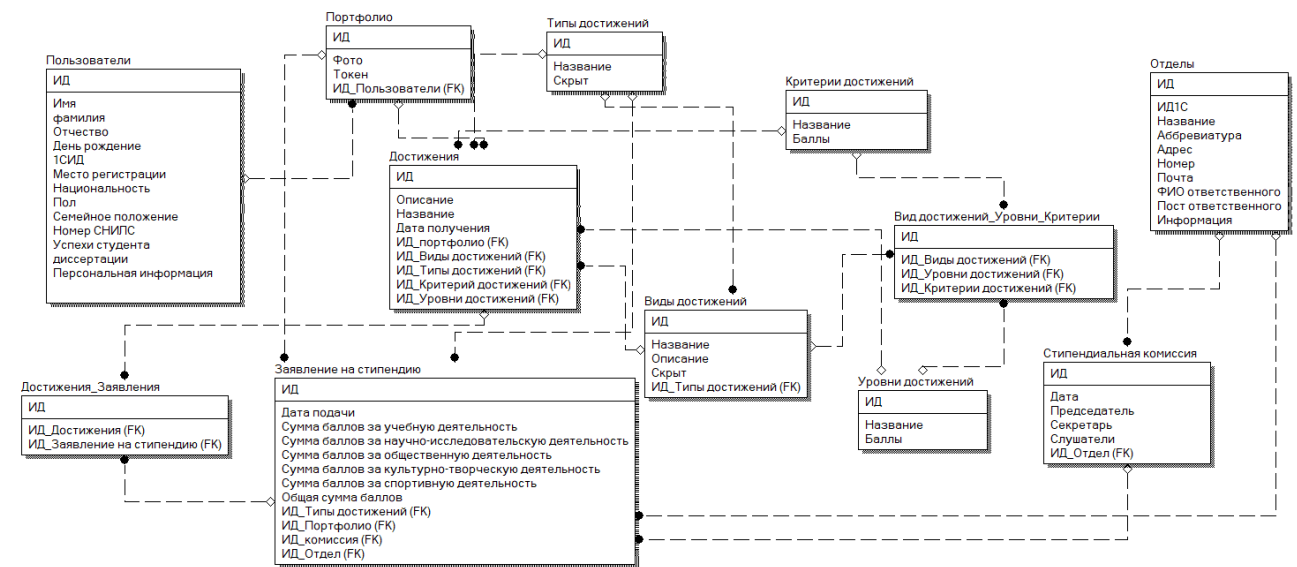 Пользователи
ИД
Имя
фамилия
Отчество
День рождение
1СИД
Место регистрации
Национальность
Пол
Семейное положение
Номер СНИЛС
Успехи студента
диссертации
Персональная информация
Портфолио
ИД
Фото
Токен
ИД_Пользователи (FK)
Типы достижений
ИД
Название
Скрыт
Критерии достижений
ИД
Название
Баллы
Отделы
ИД
ИД1С
Название
Аббревиатура
Адрес
Номер
Почта
ФИО ответственного
Пост ответственного
Информация
Достижения
ИД
Описание
Название
Дата получения
ИД_портфолио (FK)
ИД_Виды достижений (FK)
ИД_Типы достижений (FK)
ИД_Критерий достижений (FK)
ИД_Уровни достижений (FK)
Вид достижений_Уровни_Критерии
ИД
ИД_Виды достижений (FK)
ИД_Уровни достижений (FK)
ИД_Критерии достижений (FK)
Виды достижений
ИД
Название
Описание
Скрыт
ИД_Типы достижений (FK)
Уровни достижений
ИД
Название
Баллы
Стипендиальная комиссия
ИД
Дата
Председатель
Секретарь
Слушатели
ИД_Отдел (FK)
Достижения_Заявления
ИД
ИД_Достижения (FK)
ИД_Заявление на стипендию (FK)
Заявление на стипендию
ИД
Дата подачи
Сумма баллов за учебную деятельность
Сумма баллов за научно-исследовательскую деятельность
Сумма баллов за общественную деятельность
Сумма баллов за культурно-творческую деятельность
Сумма баллов за спортивную деятельность
Общая сумма баллов
ИД_Типы достижений (FK)
ИД_Портфолио (FK)
ИД_комиссия (FK)
ИД_Отдел (FK)